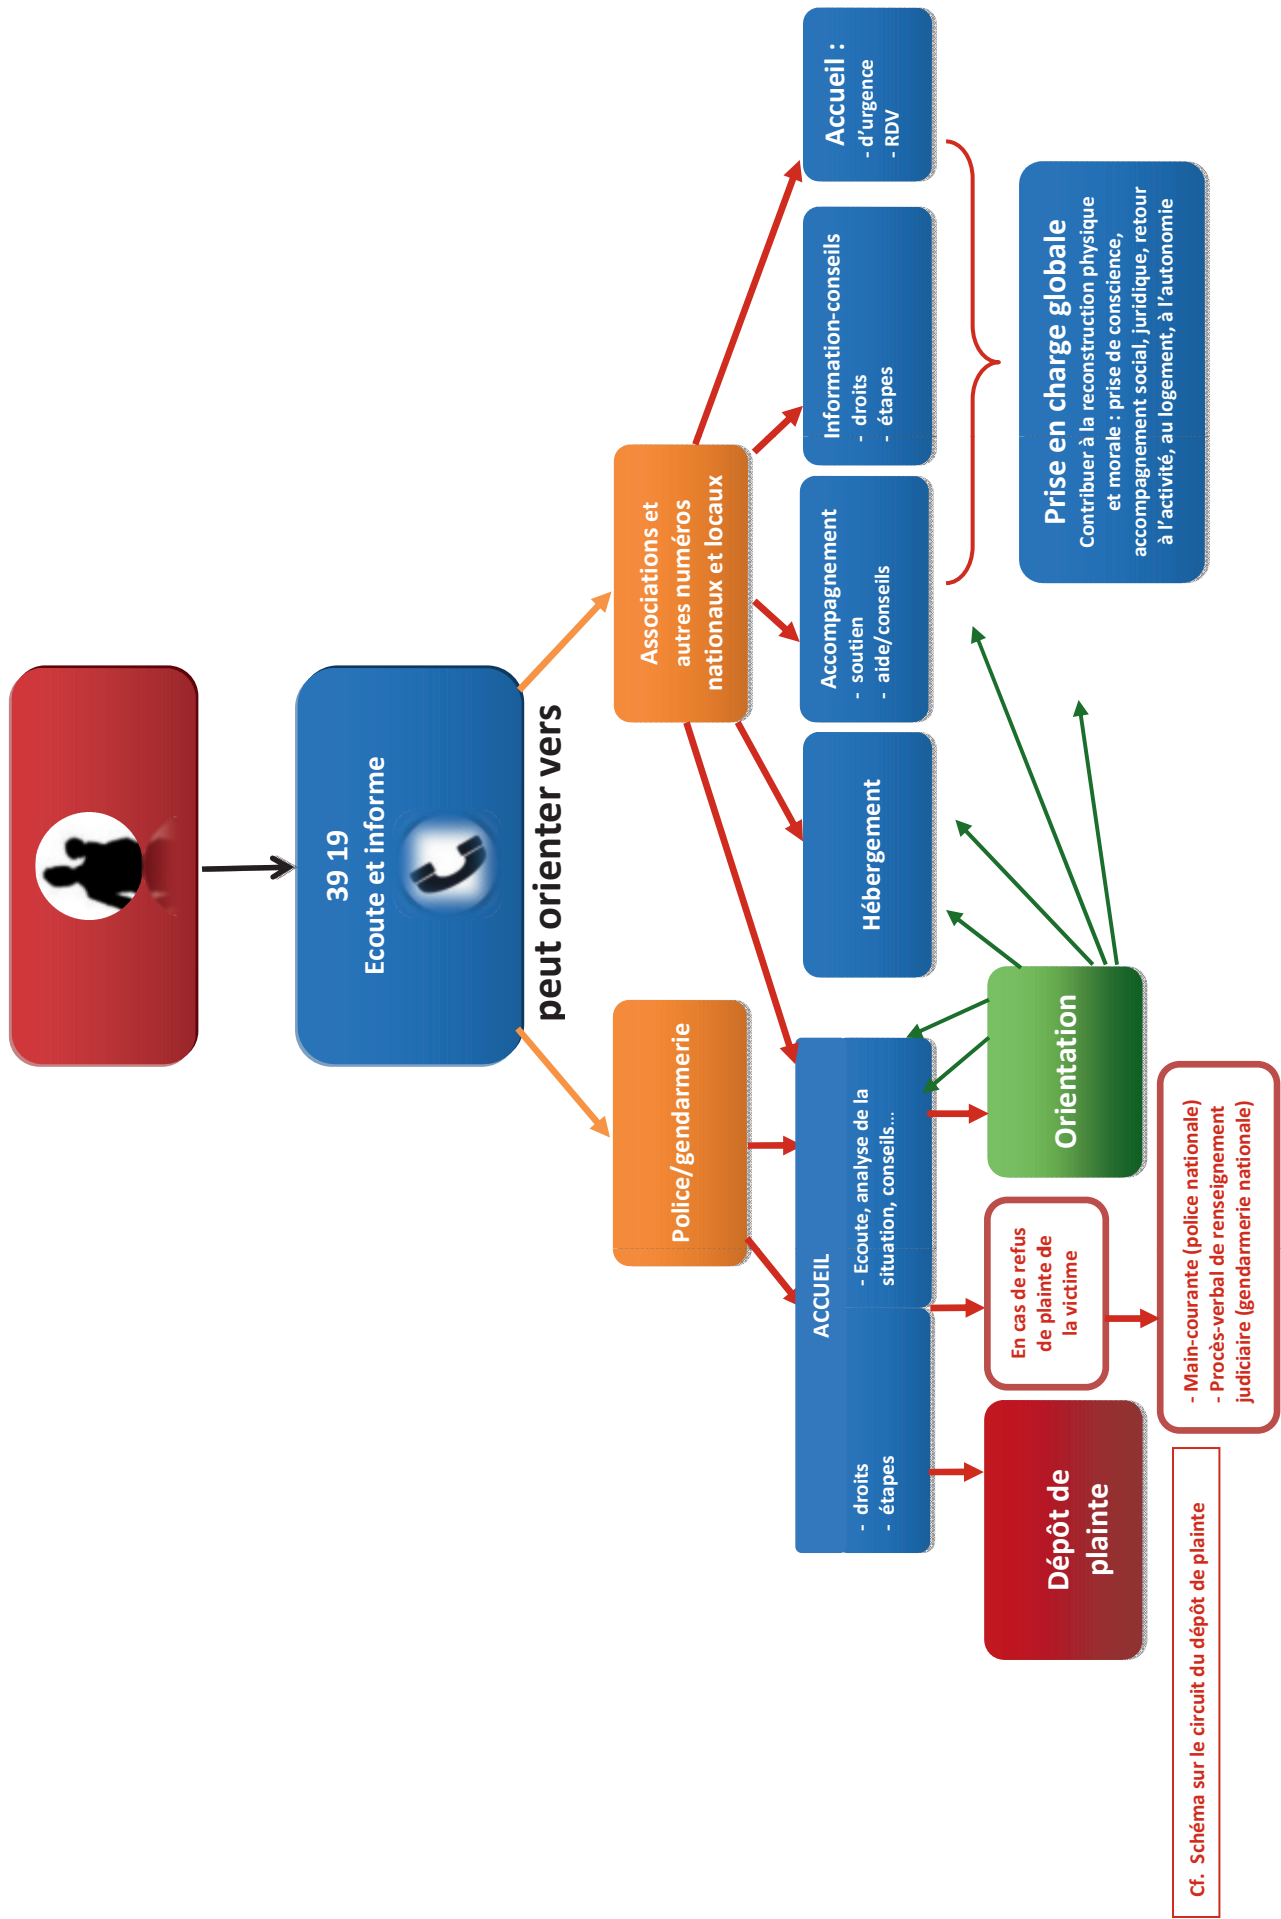 39 19
Ecoute et informe
peut orienter vers
Police/gendarmerie
Associations et
autres numéros
nationaux et locaux
ACCUEIL
- droits
- étapes
- Ecoute, analyse de la
situation, conseils...
Hébergement
Accompagnement
- soutien
- aide/conseils
Information-conseils
- droits
- étapes
Accueil :
- d'urgence
- RDV
Dépôt de
plainte
En cas de refus
de plainte de
la victime
Orientation
Prise en charge globale
Contribuer à la reconstruction physique
et morale : prise de conscience,
accompagnement social, juridique, retour
à l'activité, au logement, à l'autonomie
- Main-courante (police nationale)
- Procès-verbal de renseignement
judiciaire (gendarmerie nationale)
Cf. Schéma sur le circuit du dépôt de plainte